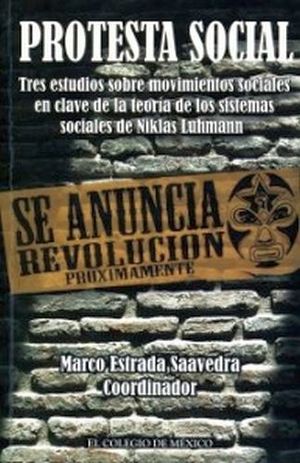 PROTESTA SOCIAL
Tres estudios sobre movimientos sociales
en clave de la teoría de los sistemas
sociales de Niklas Luhmann
SE ANUNCIA
REVOLUCION
PROXIMAMENTE
Marco Estrada Saavedra
Coordinador
EL COLEGIO DE MÉXICO